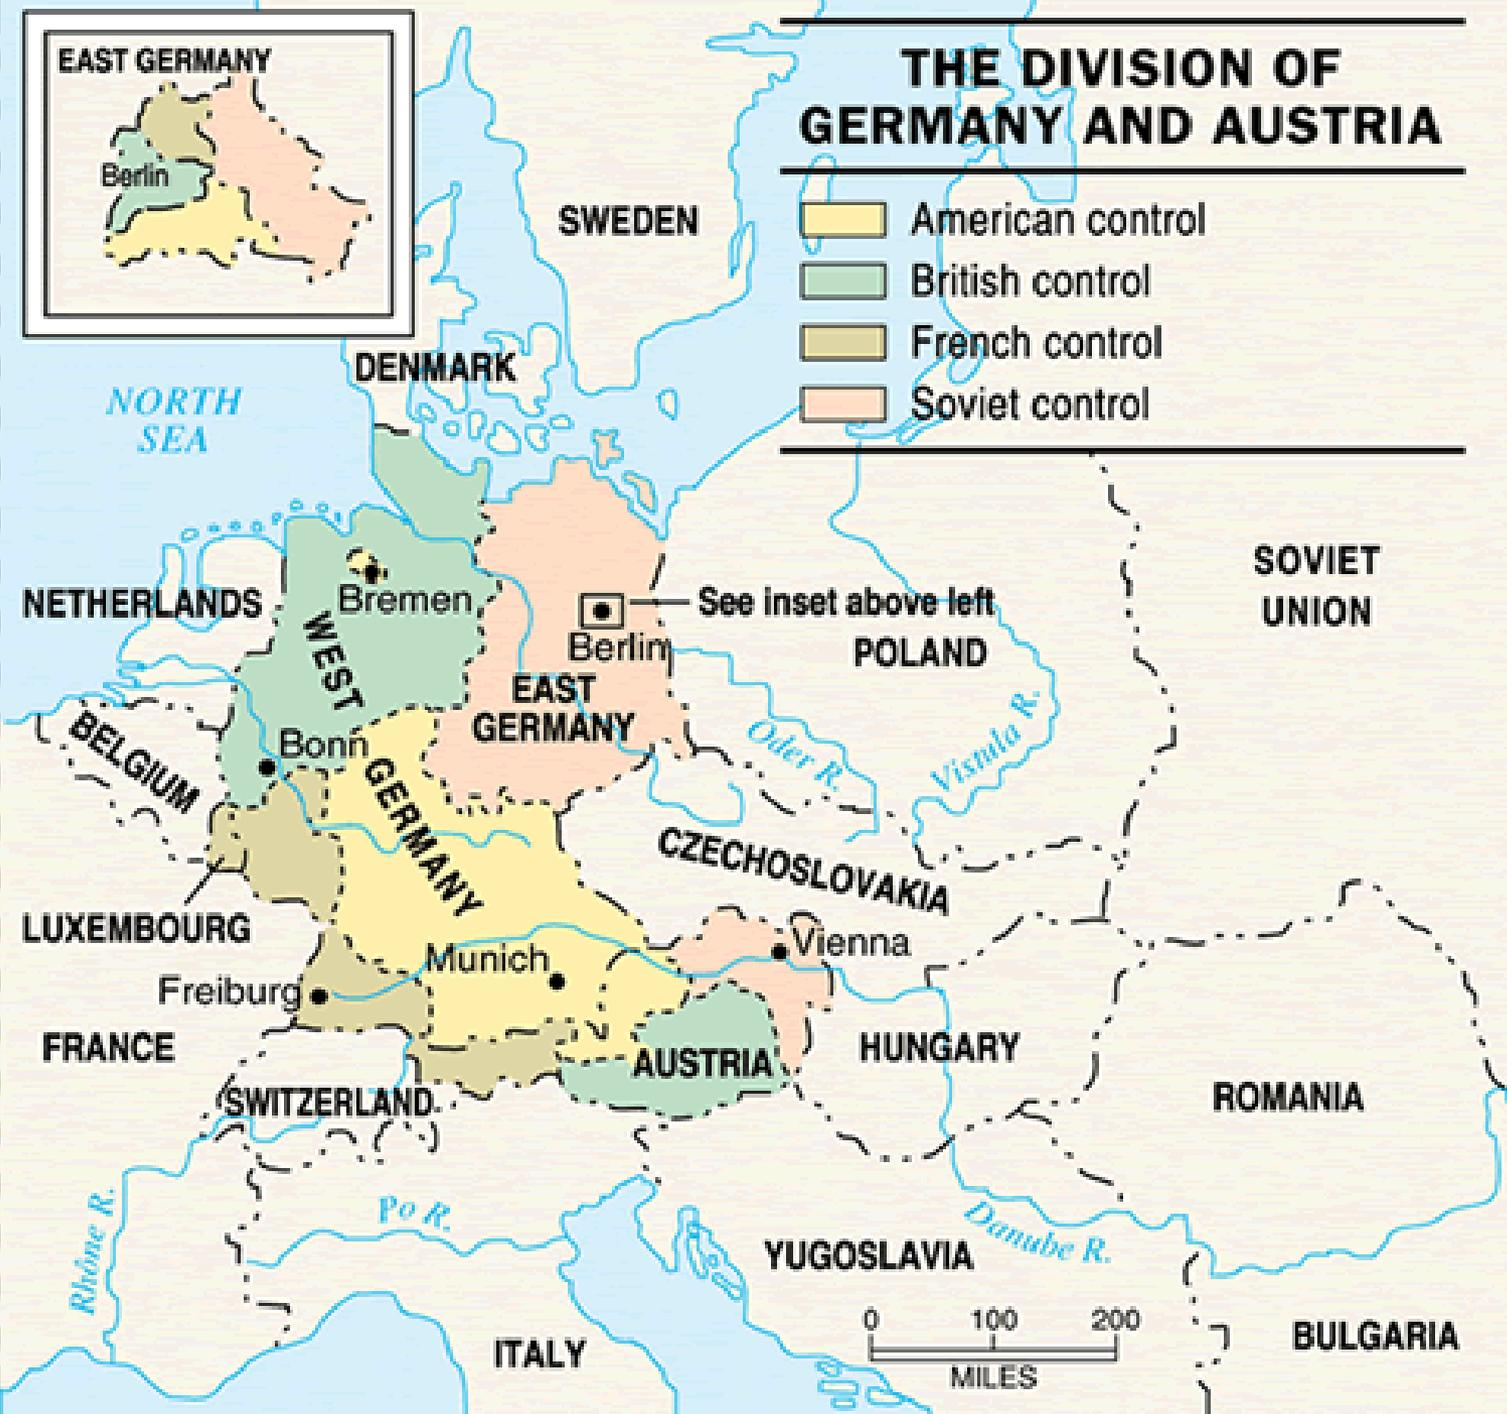 EAST GERMANY
Berlin
THE DIVISION OF
GERMANY AND AUSTRIA
American control
British control
French control
Soviet control
SWEDEN
DENMARK
NORTH
SEA
NETHERLANDS
Bremen
WEST
GERMANY
See inset above left
Berlin
EAST
GERMANY
POLAND
SOVIET
UNION
BELGIUM
Bonn
Oder R.
Visnula R.
CZECHOSLOVAKIA
LUXEMBOURG
Vienna
Munich
Freiburg
FRANCE
AUSTRIA
HUNGARY
SWITZERLAND
ROMANIA
Rhône R.
Po R.
Danube R.
YUGOSLAVIA
ITALY
0 100 200
MILES
BULGARIA